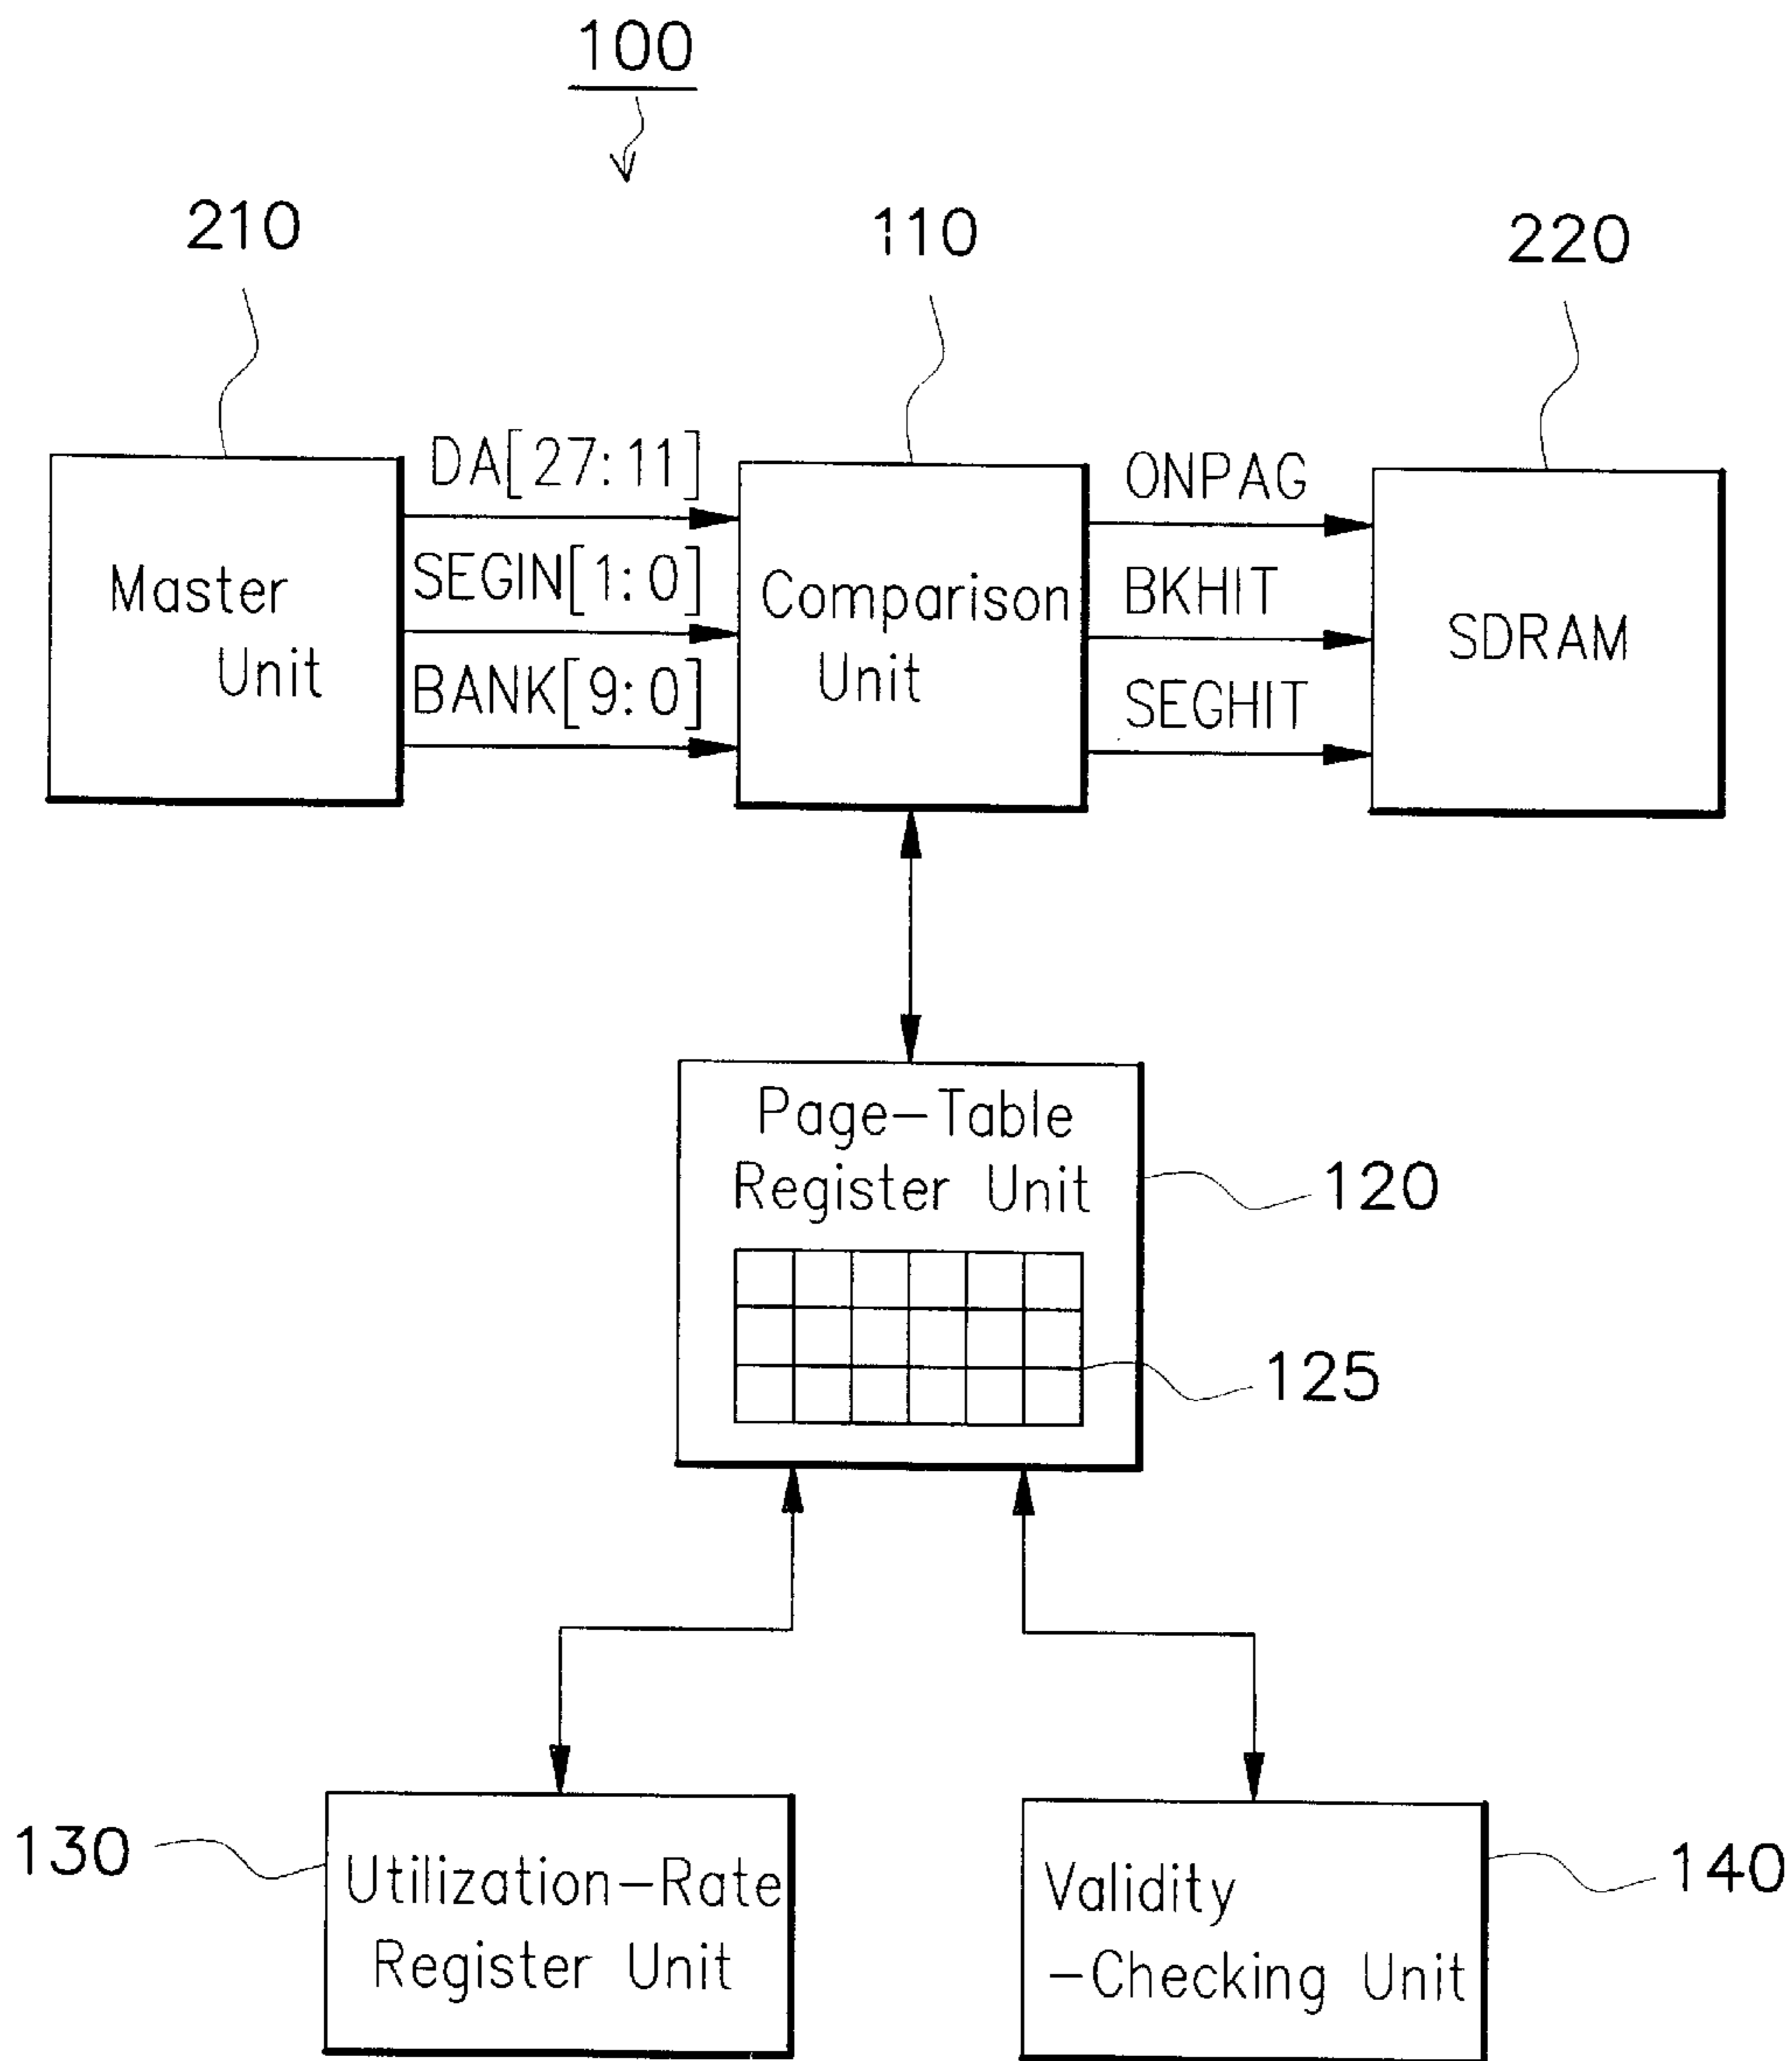 100
210
110
220
DA[27:11]
SEGIN[1:0]
BANK[9:0]
ONPAG
BKHIT
SEGHIT
Master
Unit
Comparison
Unit
SDRAM
Page-Table
Register Unit
120
125
130
Utilization-Rate
Register Unit
Validity
-Checking Unit
140